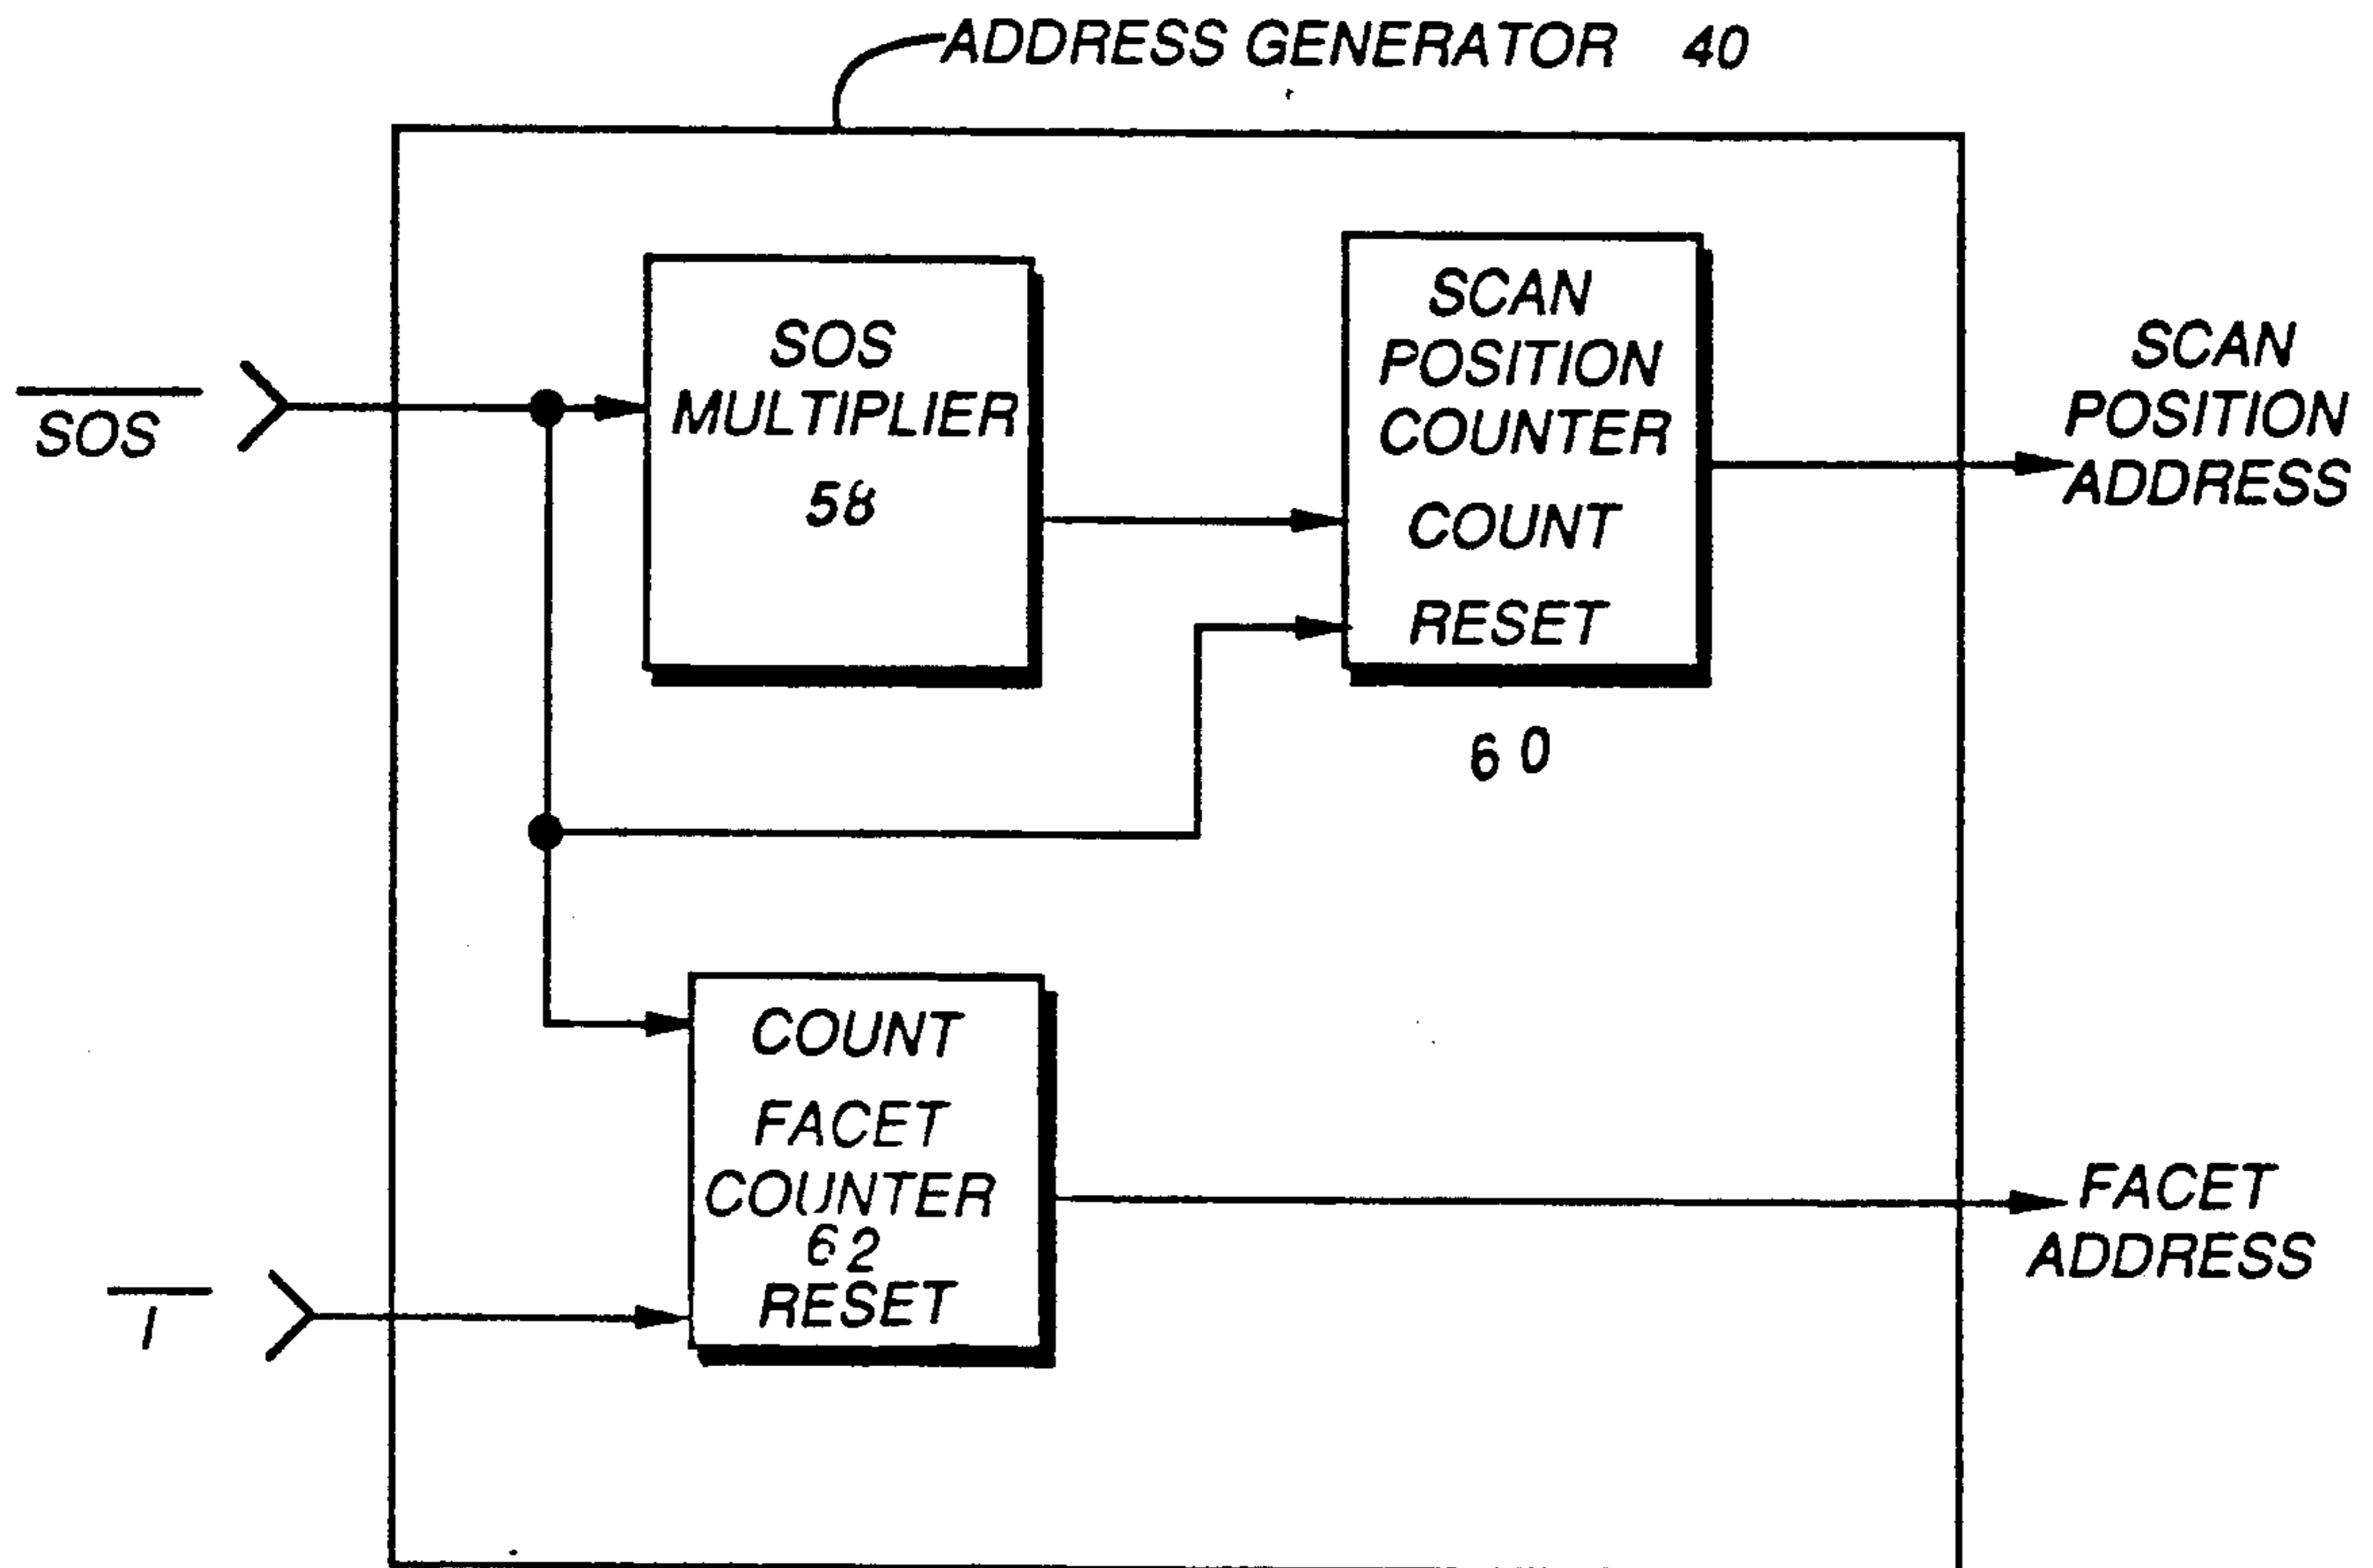 ADDRESS GENERATOR 40
SOS
SOS
MULTIPLIER
58
SCAN
POSITION
COUNTER
COUNT
RESET
60
SCAN
POSITION
ADDRESS
COUNT
FACET
COUNTER
62
RESET
I
FACET
ADDRESS